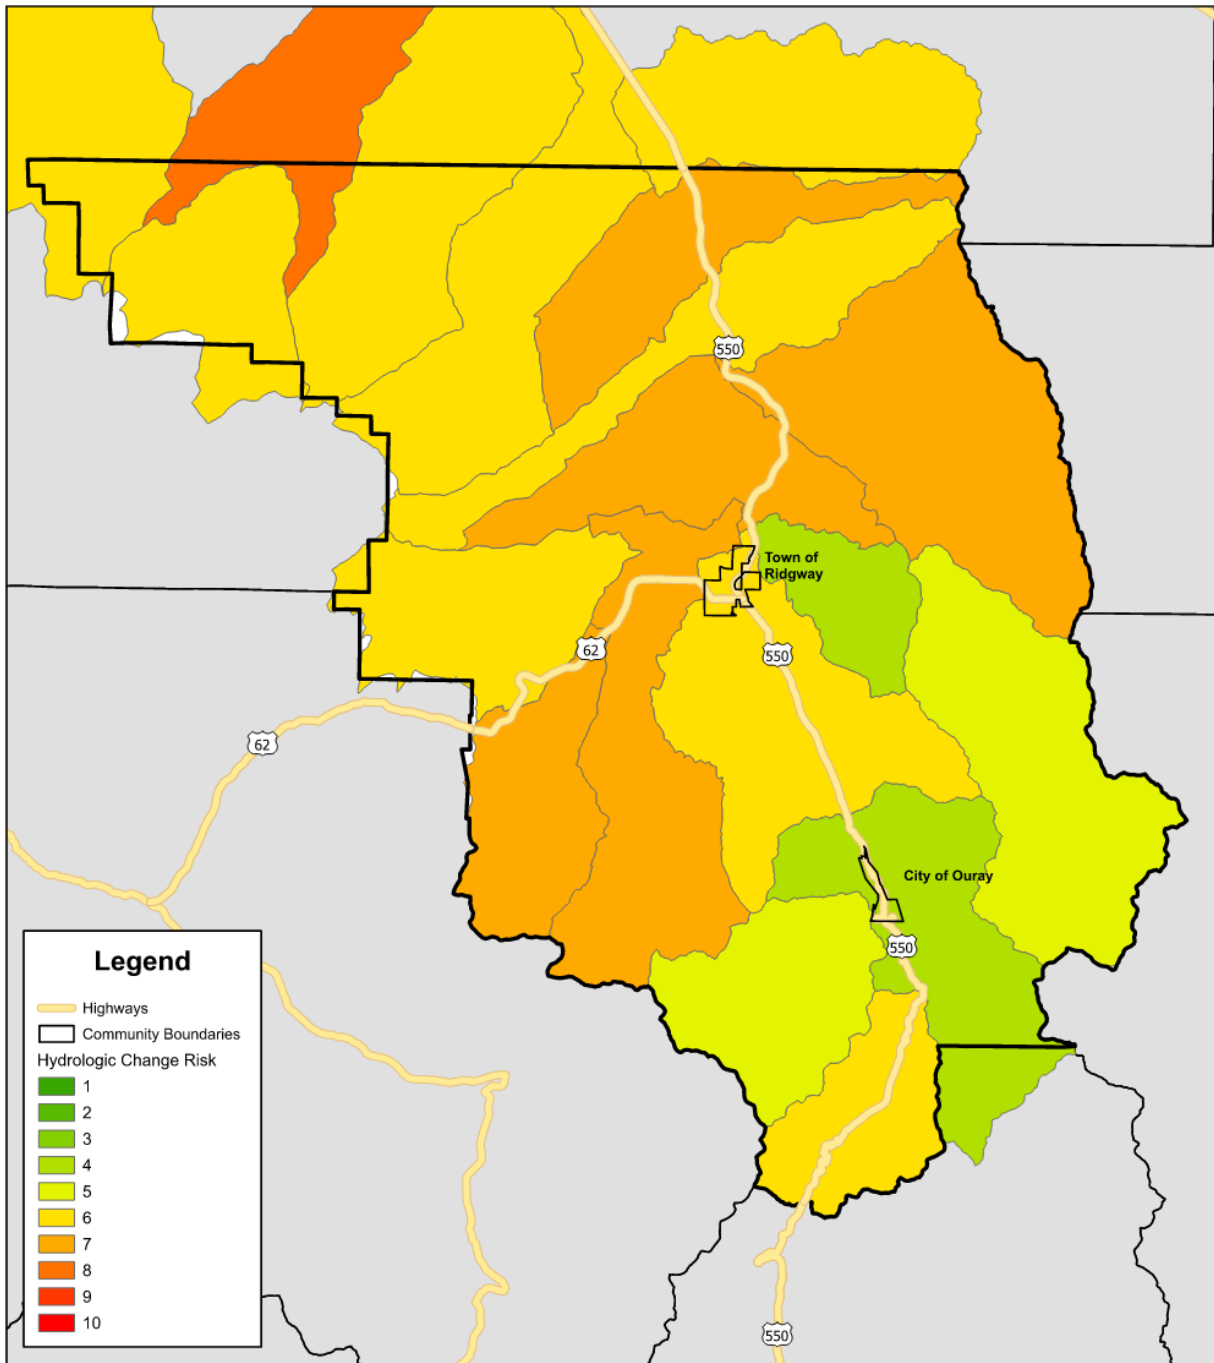 550
Town of
Ridgway
62
550
62
City of Ouray
550
Legend
Highways
Community Boundaries
Hydrologic Change Risk
1
2
3
4
5
6
7
8
9
10
550